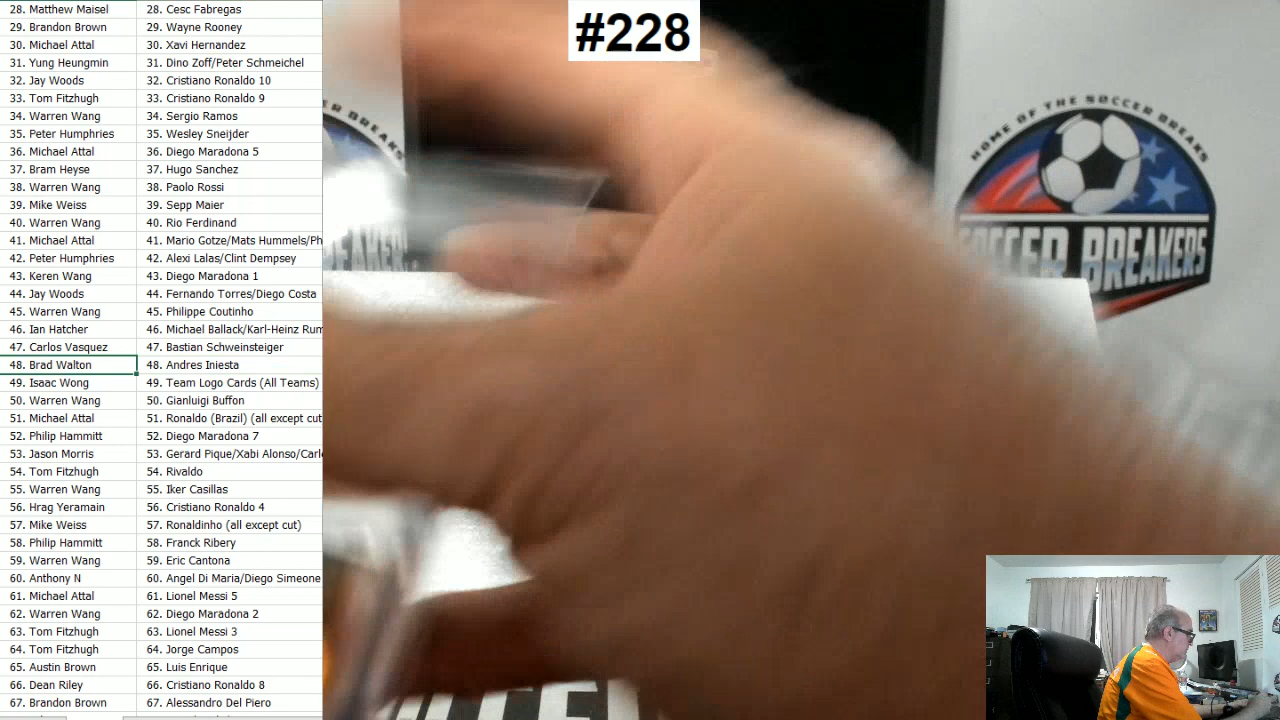 #228
28. Matthew Maisel 28. Cesc Fabregas
29. Brandon Brown 29. Wayne Rooney
30. Michael Attal 30. Xavi Hernandez
31. Yung Heungmin 31. Dino Zoff/Peter Schmeichel
32. Jay Woods 32. Cristiano Ronaldo 10
33. Tom Fitzhugh 33. Cristiano Ronaldo 9
34. Warren Wang 34. Sergio Ramos
35. Peter Humphries 35. Wesley Sneijder
36. Michael Attal 36. Diego Maradona 5
37. Bram Heyse 37. Hugo Sanchez
38. Warren Wang 38. Paolo Rossi
39. Mike Weiss 39. Sepp Maier
40. Warren Wang 40. Rio Ferdinand
41. Michael Attal 41. Mario Gotze/Mats Hummels/Ph
42. Peter Humphries 42. Alexi Lalas/Clint Dempsey
43. Keren Wang 43. Diego Maradona 1
44. Jay Woods 44. Fernando Torres/Diego Costa
45. Warren Wang 45. Philippe Coutinho
46. Ian Hatcher 46. Michael Ballack/Karl-Heinz Rum
47. Carlos Vasquez 47. Bastian Schweinsteiger
48. Brad Walton 48. Andres Iniesta
49. Isaac Wong 49. Team Logo Cards (All Teams)
50. Warren Wang 50. Gianluigi Buffon
51. Michael Attal 51. Ronaldo (Brazil) (all except cut
52. Philip Hammitt 52. Diego Maradona 7
53. Jason Morris 53. Gerard Pique/Xabi Alonso/Carle
54. Tom Fitzhugh 54. Rivaldo
55. Warren Wang 55. Iker Casillas
56. Hrag Yeramain 56. Cristiano Ronaldo 4
57. Mike Weiss 57. Ronaldinho (all except cut)
58. Philip Hammitt 58. Franck Ribery
59. Warren Wang 59. Eric Cantona
60. Anthony N 60. Angel Di Maria/Diego Simeone
61. Michael Attal 61. Lionel Messi 5
62. Warren Wang 62. Diego Maradona 2
63. Tom Fitzhugh 63. Lionel Messi 3
64. Tom Fitzhugh 64. Jorge Campos
65. Austin Brown 65. Luis Enrique
66. Dean Riley 66. Cristiano Ronaldo 8
67. Brandon Brown 67. Alessandro Del Piero
HOME OF THE SOCCER BREAKS
SOCCER BREAKERS